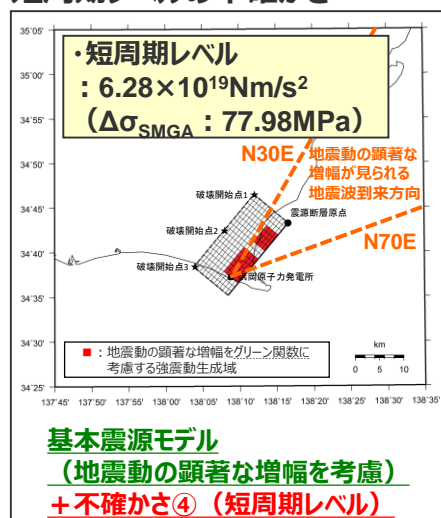 ・短周期レベル
：6.28×10¹⁹Nm/s²
（ΔσSMGA：77.98MPa）
35˚05'
35˚00'
34˚55'
34˚50'
34˚45'
34˚40'
34˚35'
34˚30'
34˚25'
N30E
地震動の顕著な
増幅が見られる
地震波到来方向
N70E
破壊開始点1
震源断層原点
破壊開始点2
破壊開始点3
岡原子力発電所
km
0 5 10
■：地震動の顕著な増幅をグリーン関数に
考慮する強震動生成域
137˚45' 137˚50' 137˚55' 138˚00' 138˚05' 138˚10' 138˚15' 138˚20' 138˚25' 138˚30' 138˚35'
基本震源モデル
（地震動の顕著な増幅を考慮）
＋不確かさ④（短周期レベル）